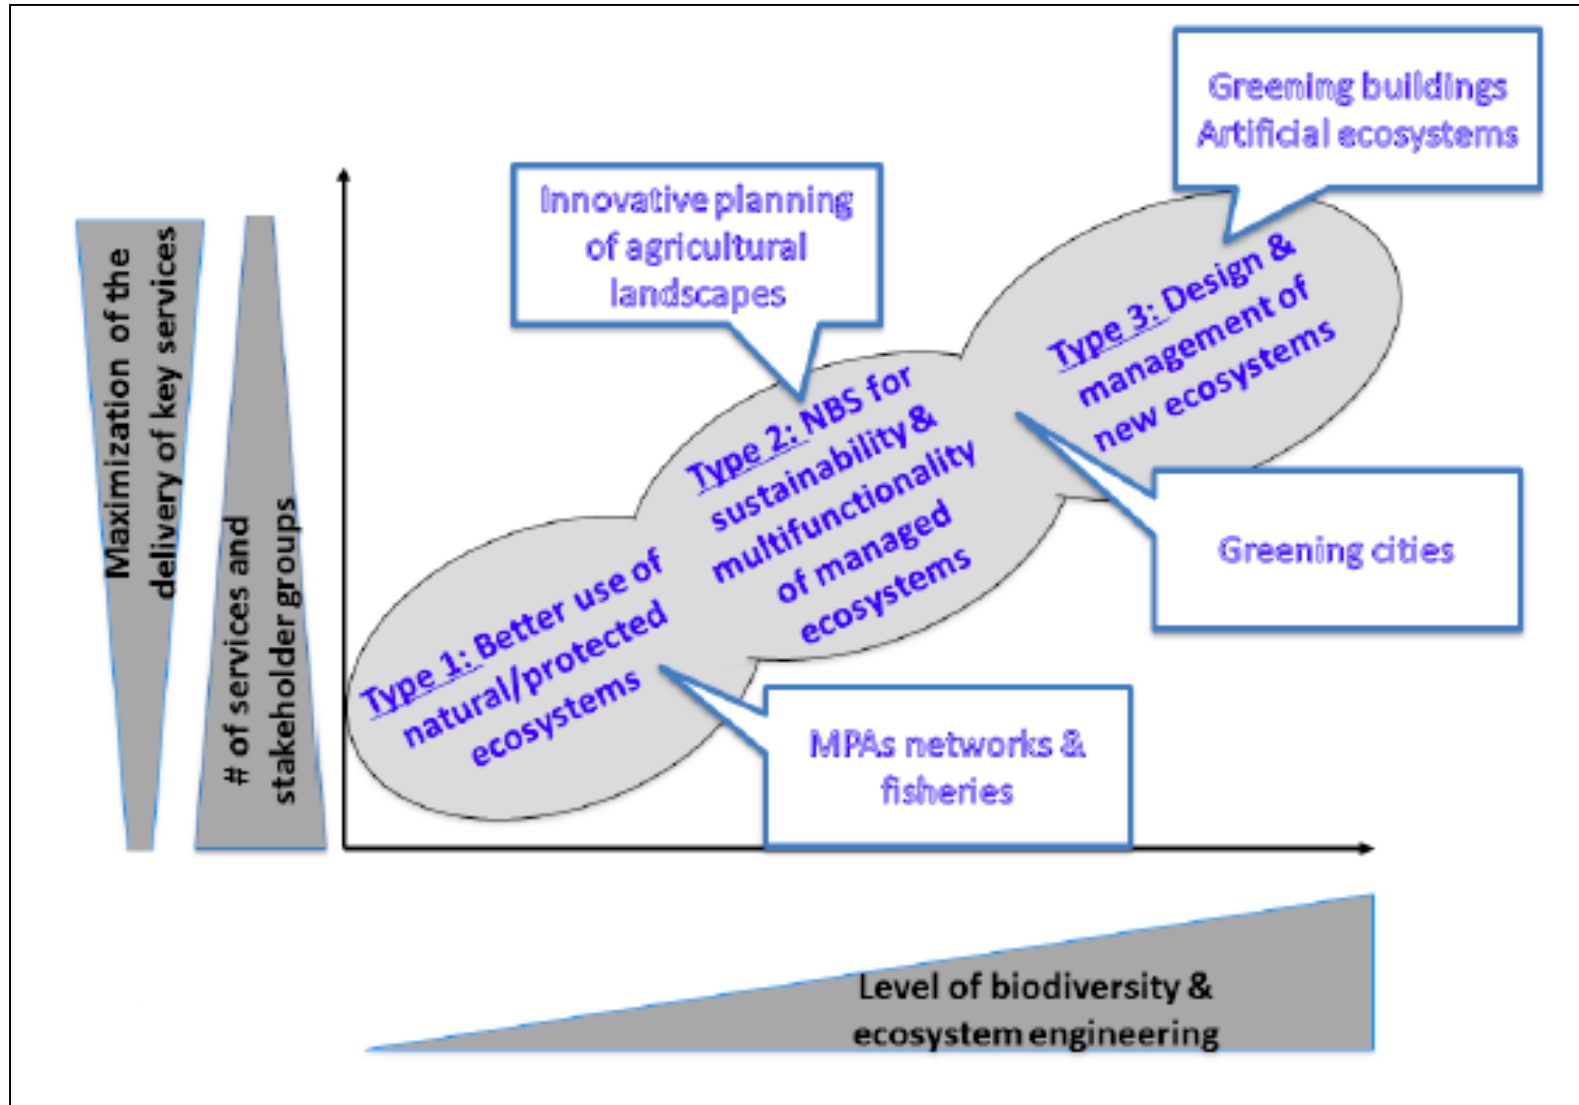 Greening buildings
Artificial ecosystems
Innovative planning
of agricultural
landscapes
Maximization of the
delivery of key services
# of services and
stakeholder groups
Type 3: Design &
management of
new ecosystems
Type 2: NBS for
sustainability &
multifunctionality
of managed
ecosystems
Greening cities
Type 1: Better use of
natural/protected
ecosystems
MPAs networks &
fisheries
Level of biodiversity &
ecosystem engineering